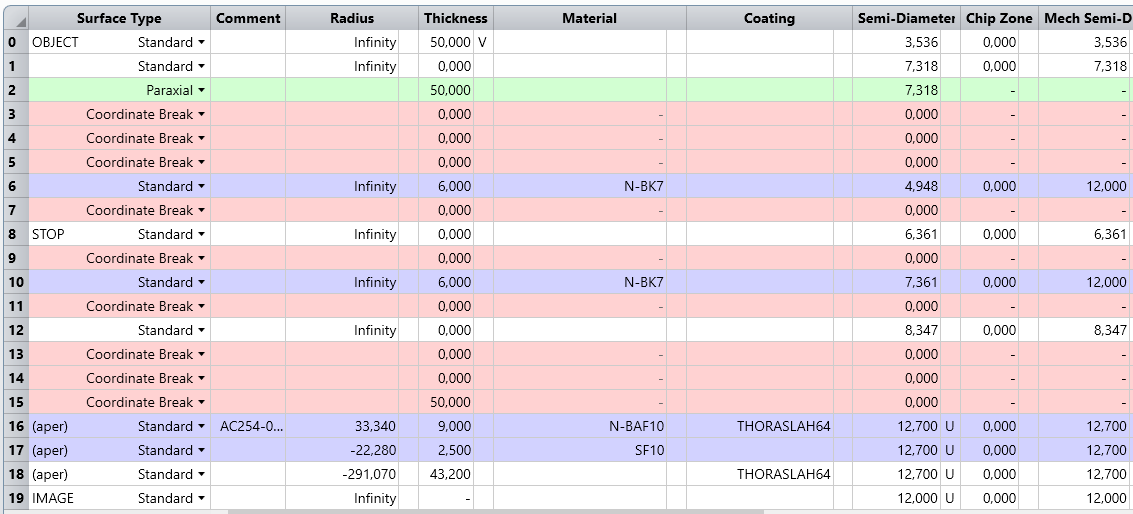 Surface Type Comment Radius Thickness Material Coating Semi-Diameter Chip Zone Mech Semi-D
0 OBJECT Standard Infinity 50,000 V 3,536 0,000 3,536
1 Standard Infinity 0,000 7,318 0,000 7,318
2 Paraxial 50,000 7,318 - -
3 Coordinate Break 0,000 - 0,000 - -
4 Coordinate Break 0,000 - 0,000 - -
5 Coordinate Break 0,000 - 0,000 - -
6 Standard Infinity 6,000 N-BK7 4,948 0,000 12,000
7 Coordinate Break 0,000 - 0,000 - -
8 STOP Standard Infinity 0,000 6,361 0,000 6,361
9 Coordinate Break 0,000 - 0,000 - -
10 Standard Infinity 6,000 N-BK7 7,361 0,000 12,000
11 Coordinate Break 0,000 - 0,000 - -
12 Standard Infinity 0,000 8,347 0,000 8,347
13 Coordinate Break 0,000 - 0,000 - -
14 Coordinate Break 0,000 - 0,000 - -
15 Coordinate Break 50,000 - 0,000 - -
16 (aper) Standard AC254-0... 33,340 9,000 N-BAF10 THORASLAH64 12,700 U 0,000 12,700
17 (aper) Standard -22,280 2,500 SF10 12,700 U 0,000 12,700
18 (aper) Standard -291,070 43,200 THORASLAH64 12,700 U 0,000 12,700
19 IMAGE Standard Infinity - 12,000 U 0,000 12,000